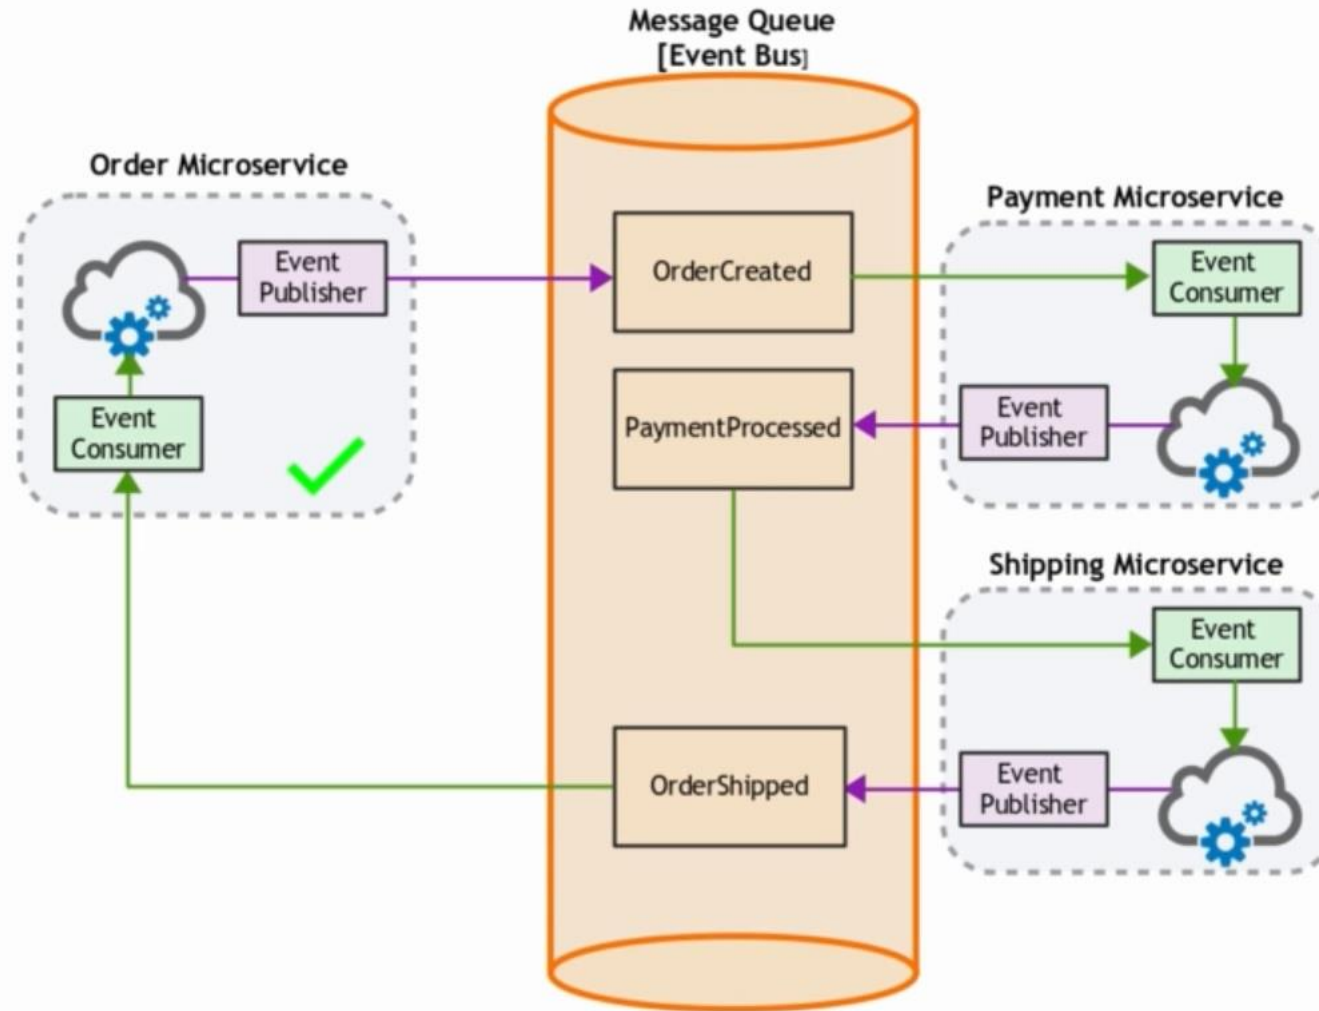 Message Queue
[Event Bus]
Order Microservice
Event
Publisher
Event
Consumer
OrderCreated
PaymentProcessed
OrderShipped
Payment Microservice
Event
Consumer
Event
Publisher
Shipping Microservice
Event
Consumer
Event
Publisher